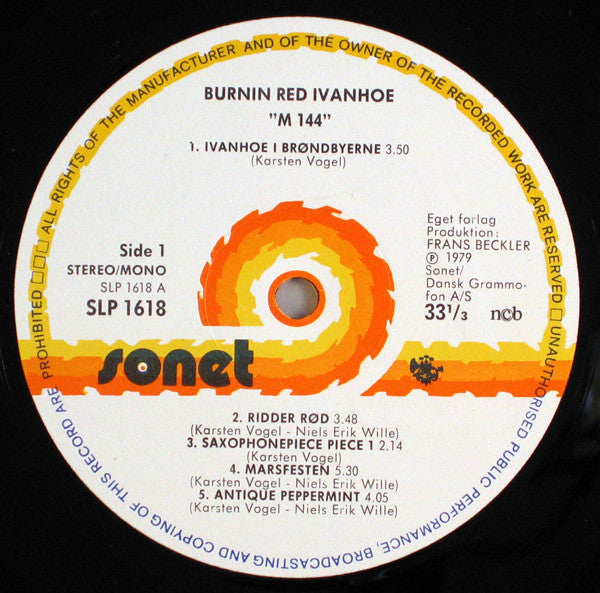 ALL RIGHTS OF THE MANUFACTURER AND OF THE OWNER OF THE RECORDED WORK ARE RESERVED □ UNAUTHORISED PUBLIC PERFORMANCE, BROADCASTING AND COPYING OF THIS RECORD ARE PROHIBITED □□□
BURNIN RED IVANHOE
"M 144"
1. IVANHOE I BRØNDBYERNE 3.50
(Karsten Vogel)
Side 1
STEREO/MONO
SLP 1618 A
SLP 1618
Eget forlag
Produktion:
FRANS BECKLER
Ⓟ 1979
Sonet/
Dansk Grammo-
fon A/S
33 1/3 n©b
sonet
2. RIDDER RØD 3.48
(Karsten Vogel - Niels Erik Wille)
3. SAXOPHONEPIECE PIECE 1 2.14
(Karsten Vogel)
4. MARSFESTEN 5.30
(Karsten Vogel - Niels Erik Wille)
5. ANTIQUE PEPPERMINT 4.05
(Karsten Vogel - Niels Erik Wille)